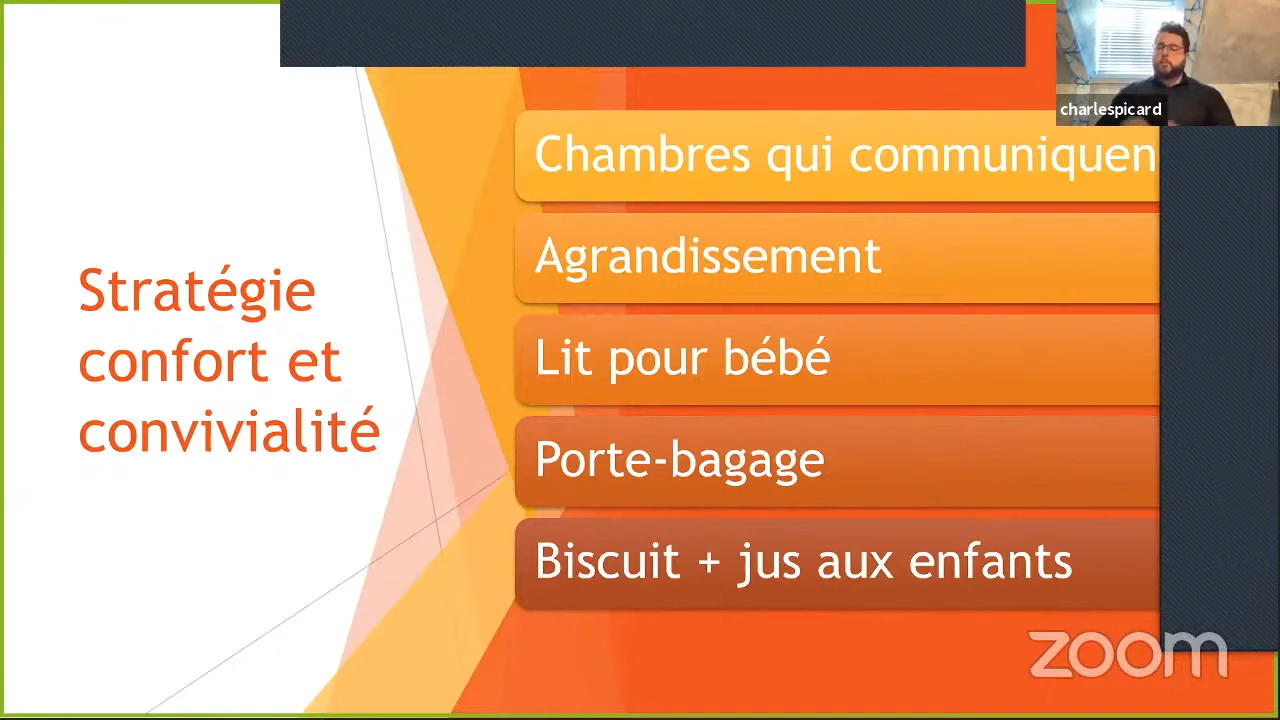 charlespicard
Stratégie
confort et
convivialité
Chambres qui communiquen
Agrandissement
Lit pour bébé
Porte-bagage
Biscuit + jus aux enfants
zoom